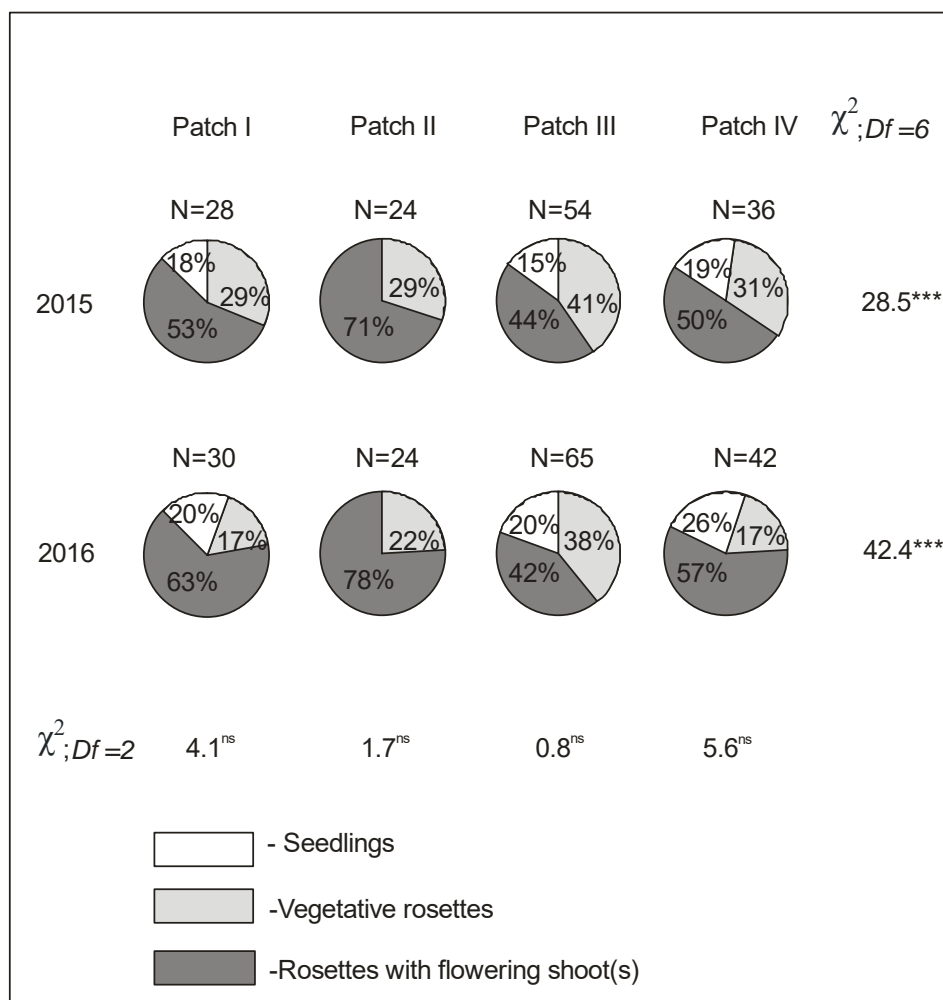 Patch I Patch II Patch III Patch IV χ²;Df=6
N=28 N=24 N=54 N=36
2015 18% 29% 53% 29% 71% 15% 41% 44% 19% 31% 50% 28.5***
N=30 N=24 N=65 N=42
2016 20% 17% 63% 22% 78% 20% 38% 42% 26% 17% 57% 42.4***
χ²;Df=2 4.1ns 1.7ns 0.8ns 5.6ns
- Seedlings
-Vegetative rosettes
-Rosettes with flowering shoot(s)